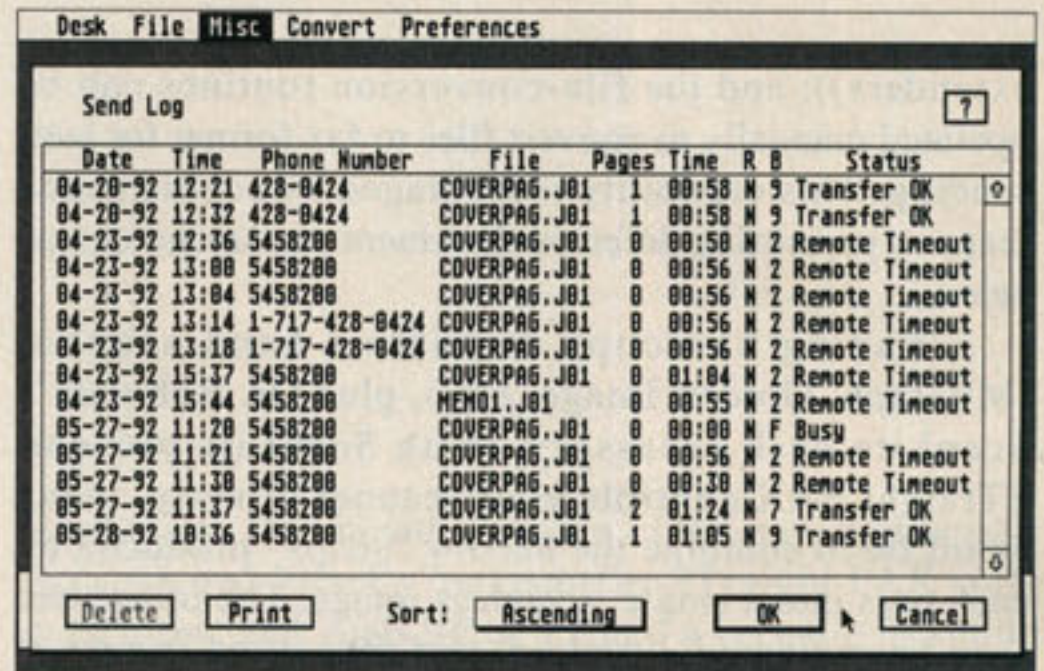 Desk File Misc Convert Preferences
Send Log
?
Date Time Phone Number File Pages Time R B Status
04-20-92 12:21 428-0424 COVERPAG.J01 1 00:58 N 9 Transfer OK
04-20-92 12:32 428-0424 COVERPAG.J01 1 00:58 N 9 Transfer OK
04-23-92 12:36 5458200 COVERPAG.J01 0 00:50 N 2 Remote Timeout
04-23-92 13:00 5458200 COVERPAG.J01 0 00:56 N 2 Remote Timeout
04-23-92 13:04 5458200 COVERPAG.J01 0 00:56 N 2 Remote Timeout
04-23-92 13:14 1-717-428-0424 COVERPAG.J01 0 00:56 N 2 Remote Timeout
04-23-92 13:18 1-717-428-0424 COVERPAG.J01 0 00:56 N 2 Remote Timeout
04-23-92 15:37 5458200 COVERPAG.J01 0 01:04 N 2 Remote Timeout
04-23-92 15:44 5458200 MEMO1.J01 0 00:55 N 2 Remote Timeout
05-27-92 11:20 5458200 COVERPAG.J01 0 00:00 N F Busy
05-27-92 11:21 5458200 COVERPAG.J01 0 00:56 N 2 Remote Timeout
05-27-92 11:30 5458200 COVERPAG.J01 0 00:30 N 2 Remote Timeout
05-27-92 11:37 5458200 COVERPAG.J01 2 01:24 N 7 Transfer OK
05-28-92 10:36 5458200 COVERPAG.J01 1 01:05 N 9 Transfer OK
Delete Print Sort: Ascending OK Cancel